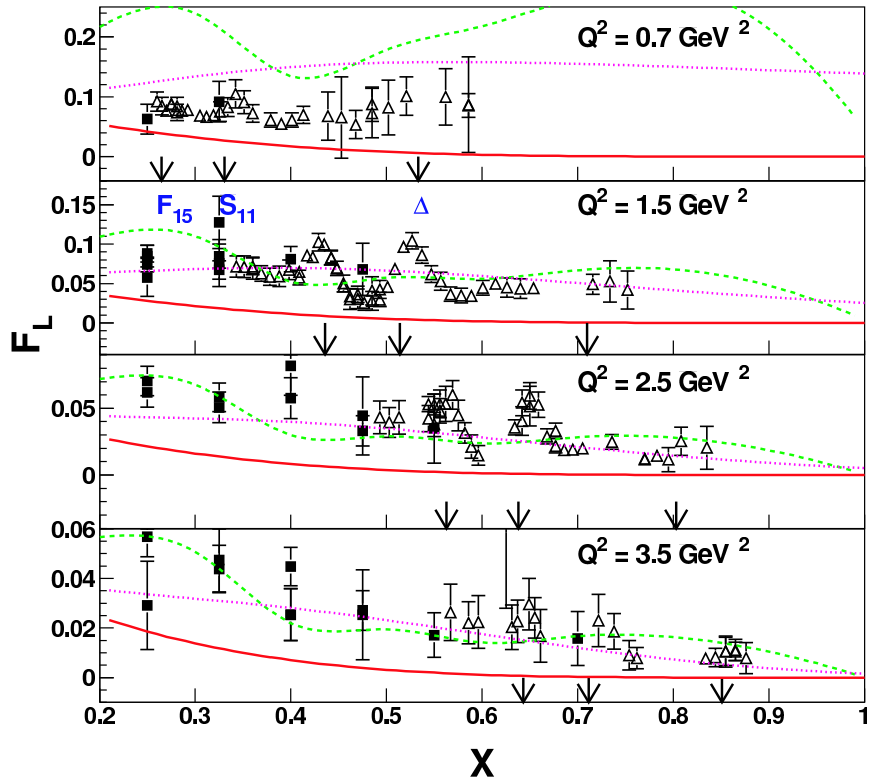 0.2
0.1
0
Q² = 0.7 GeV ²
F₁₅ S₁₁ Δ
0.15
0.1
0.05
0
Q² = 1.5 GeV ²
0.05
0
Q² = 2.5 GeV ²
0.06
0.04
0.02
0
Q² = 3.5 GeV ²
F_L
0.2 0.3 0.4 0.5 0.6 0.7 0.8 0.9 1
X